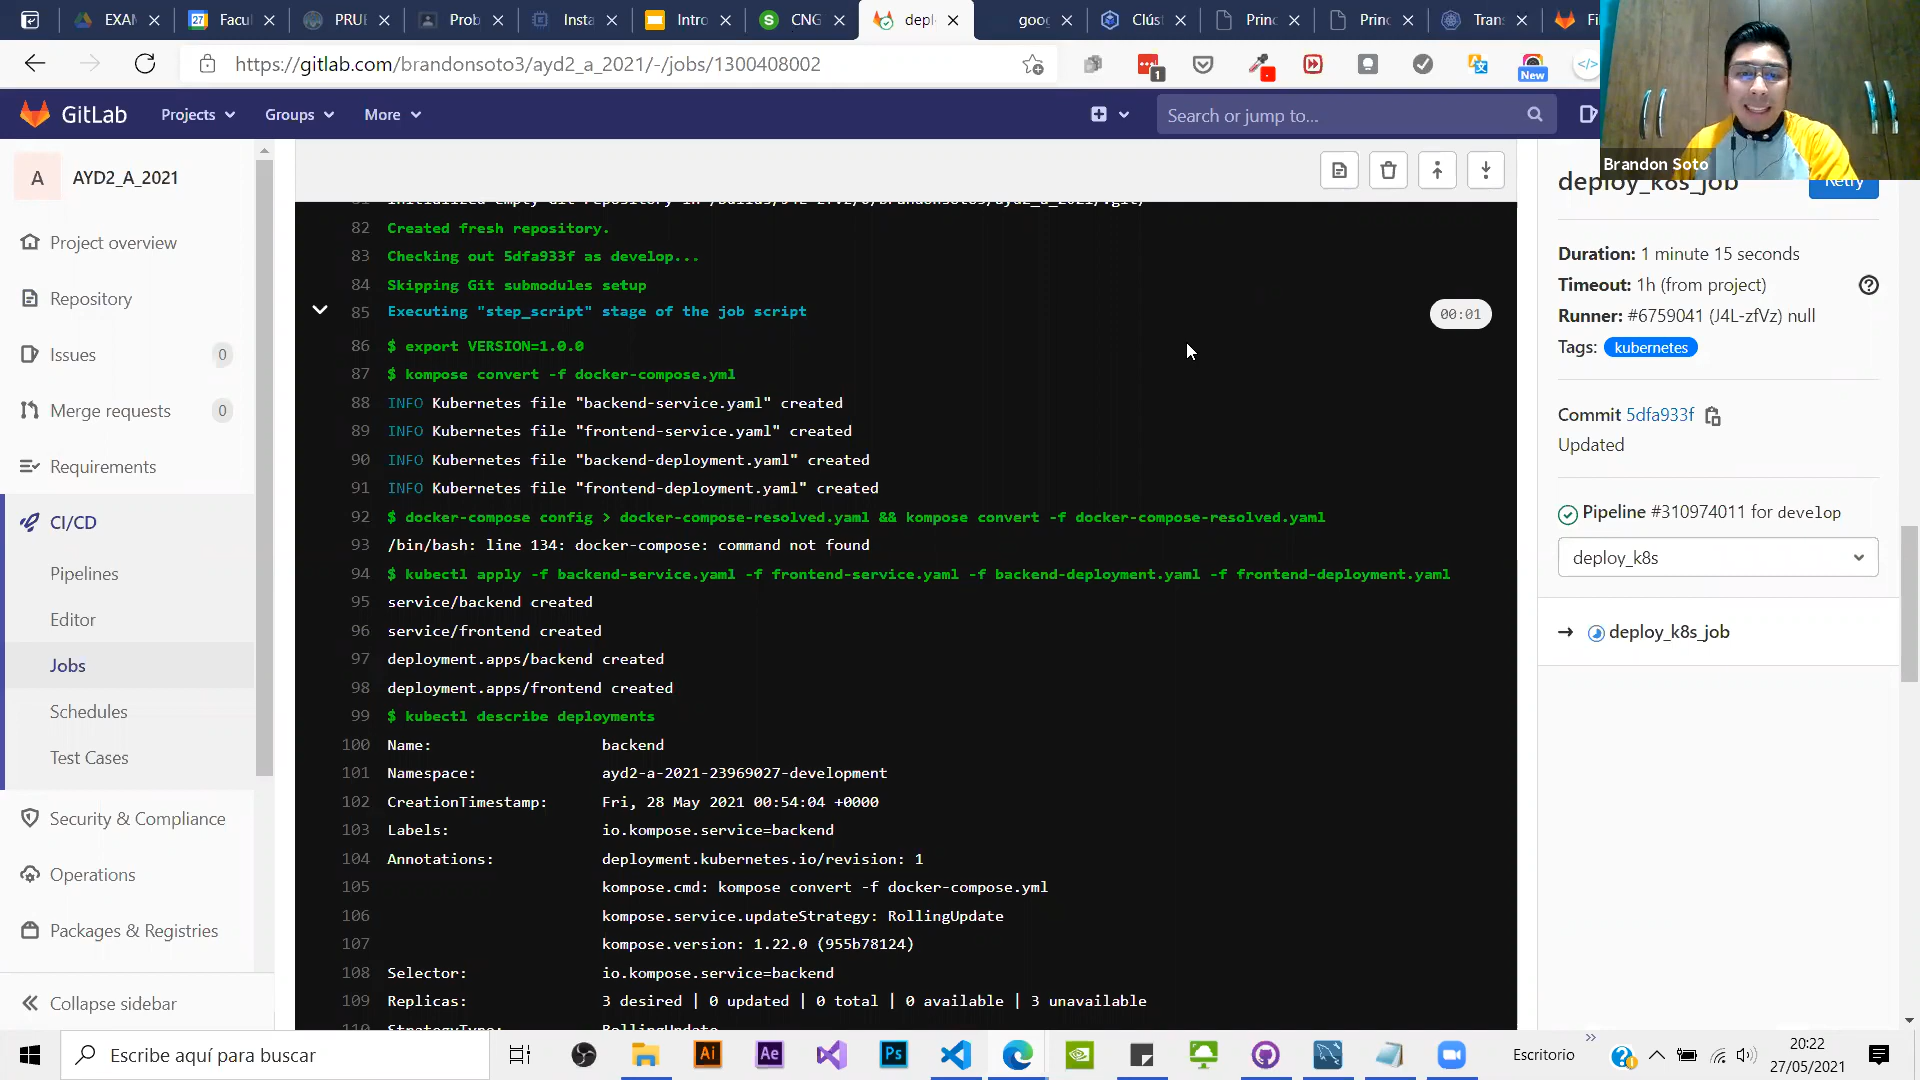 EXAM
Facul
PRUE
Prob
Insta
Intro
CNG
depl
goog
Clúst
Princ
Princ
Trans
https://gitlab.com/brandonsoto3/ayd2_a_2021/-/jobs/1300408002
1
New
GitLab
Projects
Groups
More
Search or jump to...
Brandon Soto
A
AYD2_A_2021
Project overview
Repository
Issues
0
Merge requests
0
Requirements
CI/CD
Pipelines
Editor
Jobs
Schedules
Test Cases
Security & Compliance
Operations
Packages & Registries
Collapse sidebar
82 Created fresh repository.
83 Checking out 5dfa933f as develop...
84 Skipping Git submodules setup
85 Executing "step_script" stage of the job script
00:01
86 $ export VERSION=1.0.0
87 $ kompose convert -f docker-compose.yml
88 INFO Kubernetes file "backend-service.yaml" created
89 INFO Kubernetes file "frontend-service.yaml" created
90 INFO Kubernetes file "backend-deployment.yaml" created
91 INFO Kubernetes file "frontend-deployment.yaml" created
92 $ docker-compose config > docker-compose-resolved.yaml && kompose convert -f docker-compose-resolved.yaml
93 /bin/bash: line 134: docker-compose: command not found
94 $ kubectl apply -f backend-service.yaml -f frontend-service.yaml -f backend-deployment.yaml -f frontend-deployment.yaml
95 service/backend created
96 service/frontend created
97 deployment.apps/backend created
98 deployment.apps/frontend created
99 $ kubectl describe deployments
100 Name: backend
101 Namespace: ayd2-a-2021-23969027-development
102 CreationTimestamp: Fri, 28 May 2021 00:54:04 +0000
103 Labels: io.kompose.service=backend
104 Annotations: deployment.kubernetes.io/revision: 1
105 kompose.cmd: kompose convert -f docker-compose.yml
106 kompose.service.updateStrategy: RollingUpdate
107 kompose.version: 1.22.0 (955b78124)
108 Selector: io.kompose.service=backend
109 Replicas: 3 desired | 0 updated | 0 total | 0 available | 3 unavailable
110 StrategyType: RollingUpdate
deploy_k8s_job
Retry
Duration: 1 minute 15 seconds
Timeout: 1h (from project)
Runner: #6759041 (J4L-zfVz) null
Tags: kubernetes
Commit 5dfa933f
Updated
Pipeline #310974011 for develop
deploy_k8s
→ deploy_k8s_job
Escribe aquí para buscar
Ai
Ae
Ps
Escritorio
20:22
27/05/2021